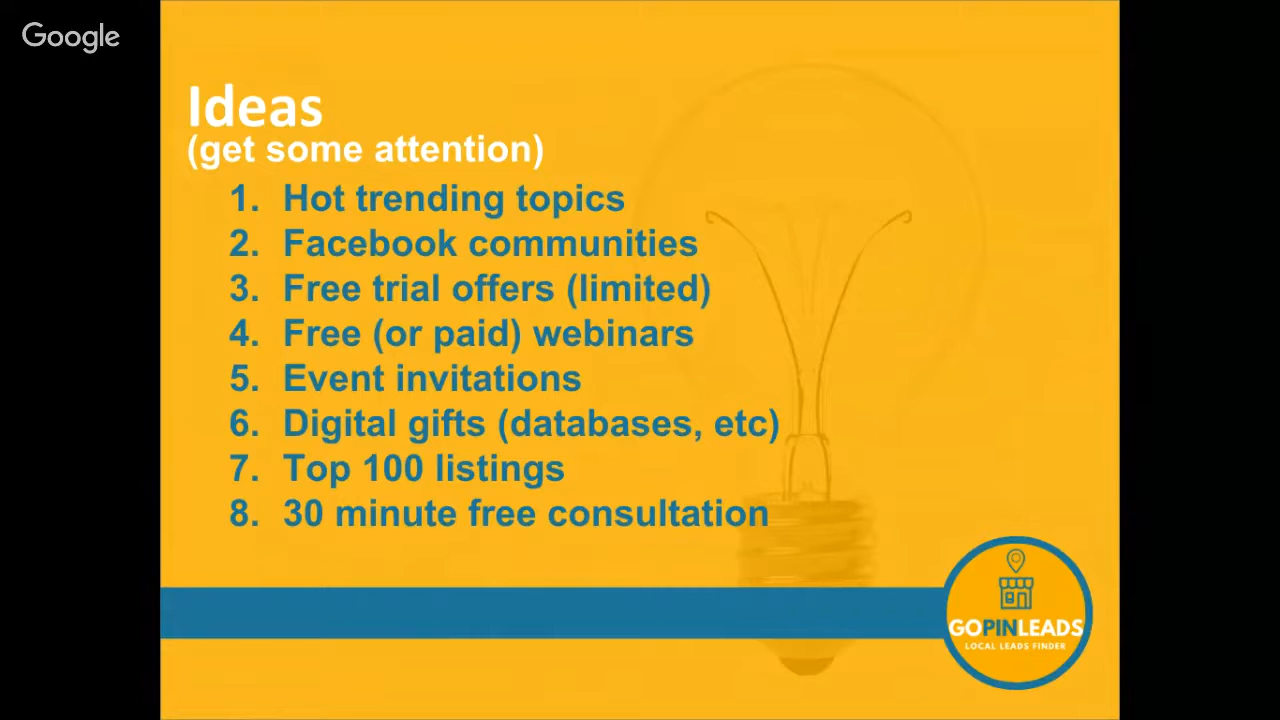 Google
Ideas
(get some attention)
1. Hot trending topics
2. Facebook communities
3. Free trial offers (limited)
4. Free (or paid) webinars
5. Event invitations
6. Digital gifts (databases, etc)
7. Top 100 listings
8. 30 minute free consultation
GOPINLEADS
LOCAL LEADS FINDER